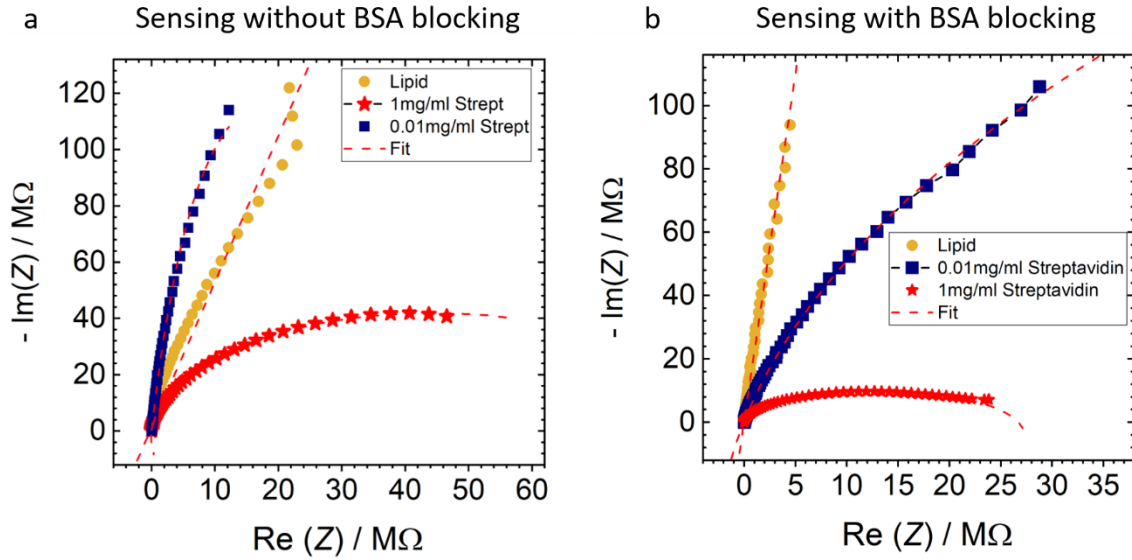 a
Sensing without BSA blocking
- Im(Z) / MΩ
120
100
80
60
40
20
0
Lipid
1mg/ml Strept
0.01mg/ml Strept
Fit
0 10 20 30 40 50 60
Re (Z) / MΩ
b
Sensing with BSA blocking
- Im(Z) / MΩ
100
80
60
40
20
0
Lipid
0.01mg/ml Streptavidin
1mg/ml Streptavidin
Fit
0 5 10 15 20 25 30 35
Re (Z) / MΩ